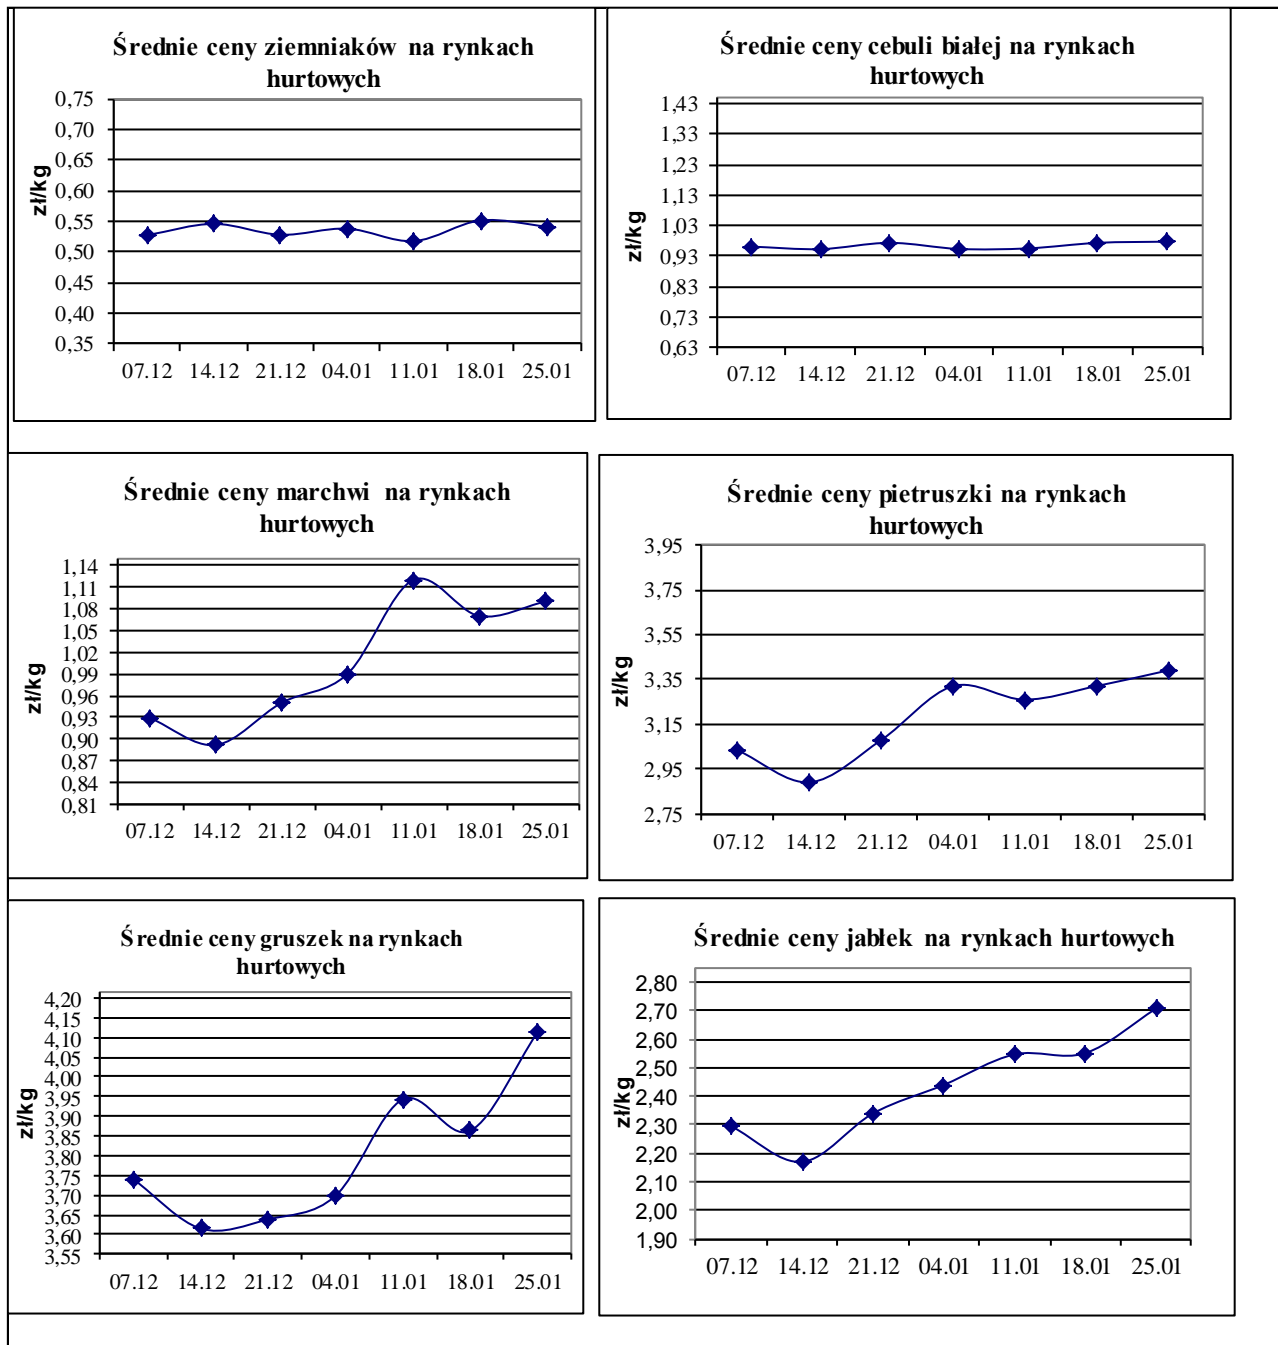 Średnie ceny ziemniaków na rynkach
hurtowych
zł/kg
0,75
0,70
0,65
0,60
0,55
0,50
0,45
0,40
0,35
07.12 14.12 21.12 04.01 11.01 18.01 25.01
Średnie ceny cebuli białej na rynkach
hurtowych
zł/kg
1,43
1,33
1,23
1,13
1,03
0,93
0,83
0,73
0,63
07.12 14.12 21.12 04.01 11.01 18.01 25.01
Średnie ceny marchwi na rynkach
hurtowych
zł/kg
1,14
1,11
1,08
1,05
1,02
0,99
0,96
0,93
0,90
0,87
0,84
0,81
07.12 14.12 21.12 04.01 11.01 18.01 25.01
Średnie ceny pietruszki na rynkach
hurtowych
zł/kg
3,95
3,75
3,55
3,35
3,15
2,95
2,75
07.12 14.12 21.12 04.01 11.01 18.01 25.01
Średnie ceny gruszek na rynkach
hurtowych
zł/kg
4,20
4,15
4,10
4,05
4,00
3,95
3,90
3,85
3,80
3,75
3,70
3,65
3,60
3,55
07.12 14.12 21.12 04.01 11.01 18.01 25.01
Średnie ceny jabłek na rynkach hurtowych
zł/kg
2,80
2,70
2,60
2,50
2,40
2,30
2,20
2,10
2,00
1,90
07.12 14.12 21.12 04.01 11.01 18.01 25.01